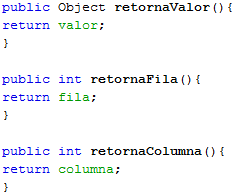 public Object retornaValor(){
return valor;
}
public int retornaFila(){
return fila;
}
public int retornaColumna(){
return columna;
}